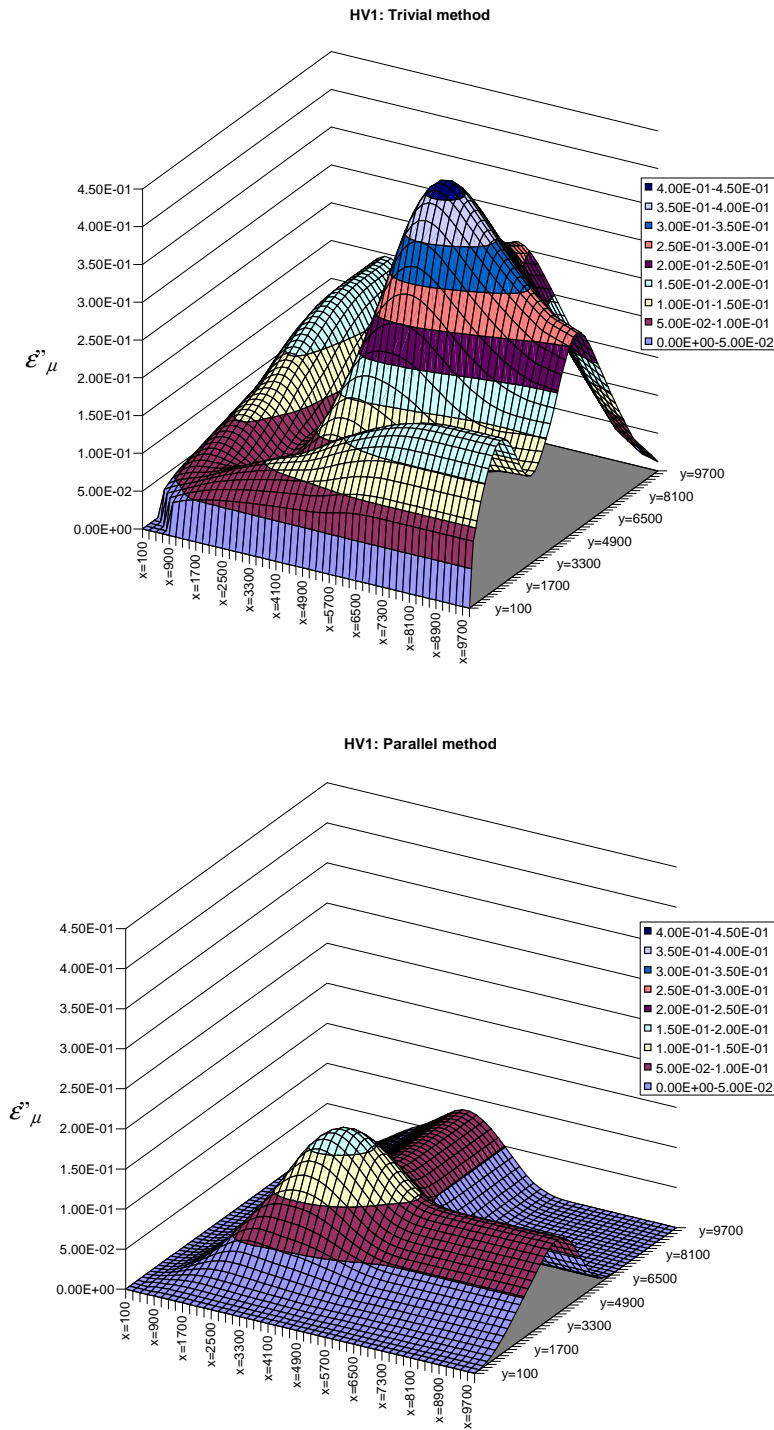 HV1: Trivial method
4.50E-01
4.00E-01
3.50E-01
3.00E-01
2.50E-01
2.00E-01
1.50E-01
1.00E-01
5.00E-02
0.00E+00
ε”μ
x=100
x=900
x=1700
x=2500
x=3300
x=4100
x=4900
x=5700
x=6500
x=7300
x=8100
x=8900
x=9700
y=100
y=1700
y=3300
y=4900
y=6500
y=8100
y=9700
4.00E-01-4.50E-01
3.50E-01-4.00E-01
3.00E-01-3.50E-01
2.50E-01-3.00E-01
2.00E-01-2.50E-01
1.50E-01-2.00E-01
1.00E-01-1.50E-01
5.00E-02-1.00E-01
0.00E+00-5.00E-02
HV1: Parallel method
4.50E-01
4.00E-01
3.50E-01
3.00E-01
2.50E-01
2.00E-01
1.50E-01
1.00E-01
5.00E-02
0.00E+00
ε”μ
x=100
x=900
x=1700
x=2500
x=3300
x=4100
x=4900
x=5700
x=6500
x=7300
x=8100
x=8900
x=9700
y=100
y=1700
y=3300
y=4900
y=6500
y=8100
y=9700
4.00E-01-4.50E-01
3.50E-01-4.00E-01
3.00E-01-3.50E-01
2.50E-01-3.00E-01
2.00E-01-2.50E-01
1.50E-01-2.00E-01
1.00E-01-1.50E-01
5.00E-02-1.00E-01
0.00E+00-5.00E-02